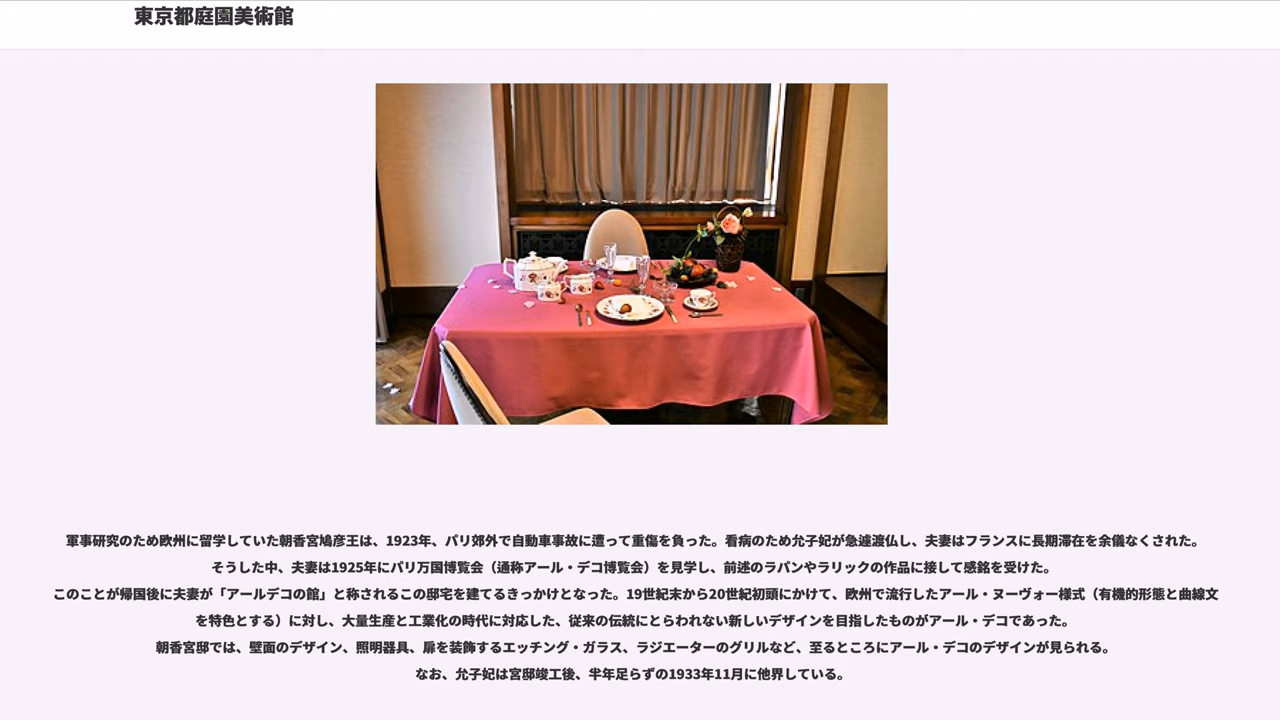 東京都庭園美術館
軍事研究のため欧州に留学していた朝香宮鳩彦王は、1923年、パリ郊外で自動車事故に遭って重傷を負った。看病のため允子妃が急遽渡仏し、夫妻はフランスに長期滞在を余儀なくされた。
そうした中、夫妻は1925年にパリ万国博覧会（通称アール・デコ博覧会）を見学し、前述のラパンやラリックの作品に接して感銘を受けた。
このことが帰国後に夫妻が「アールデコの館」と称されるこの邸宅を建てるきっかけとなった。19世紀末から20世紀初頭にかけて、欧州で流行したアール・ヌーヴォー様式（有機的形態と曲線文
を特色とする）に対し、大量生産と工業化の時代に対応した、従来の伝統にとらわれない新しいデザインを目指したものがアール・デコであった。
朝香宮邸では、壁面のデザイン、照明器具、扉を装飾するエッチング・ガラス、ラジエーターのグリルなど、至るところにアール・デコのデザインが見られる。
なお、允子妃は宮邸竣工後、半年足らずの1933年11月に他界している。